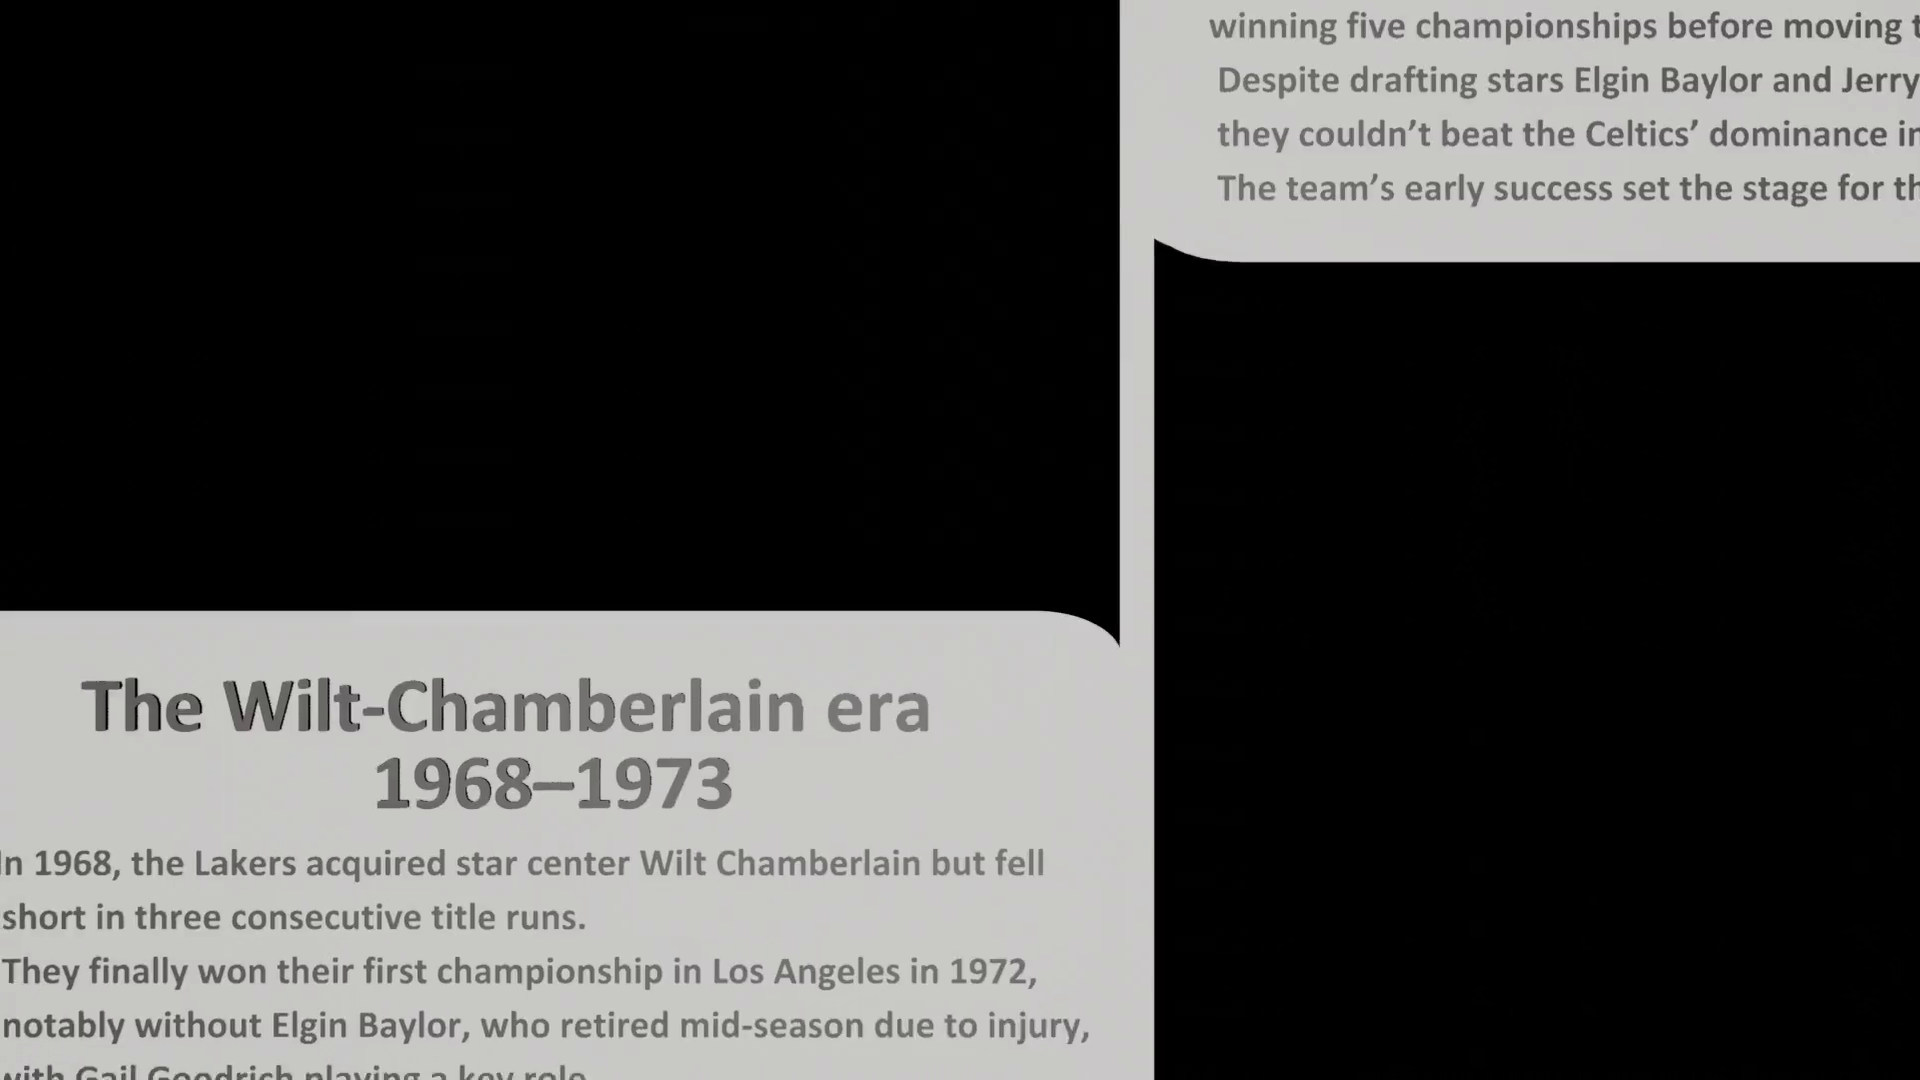 winning five championships before moving
Despite drafting stars Elgin Baylor and Jerry
they couldn’t beat the Celtics’ dominance in
The team’s early success set the stage for
The Wilt-Chamberlain era
1968–1973
In 1968, the Lakers acquired star center Wilt Chamberlain but fell
short in three consecutive title runs.
They finally won their first championship in Los Angeles in 1972,
notably without Elgin Baylor, who retired mid-season due to injury,
with Gail Goodrich playing a key role